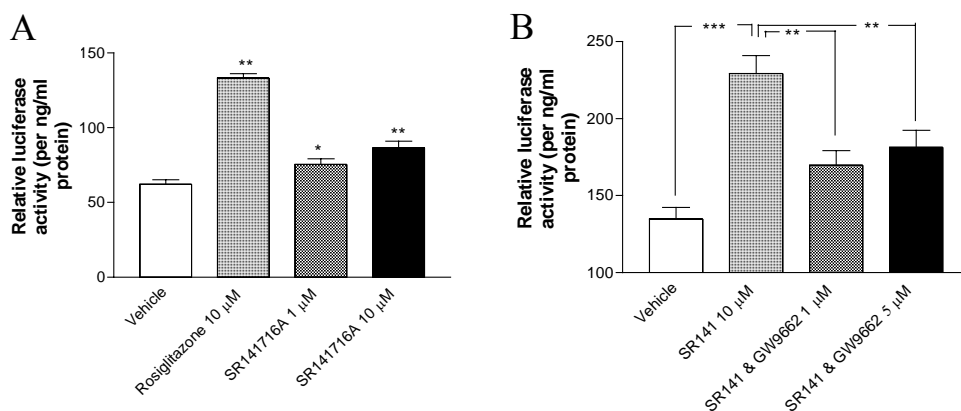 A
Relative luciferase
activity (per ng/ml
protein)
150
100
50
0
**
*
**
Vehicle
Rosiglitazone 10 μM
SR141716A 1 μM
SR141716A 10 μM
B
Relative luciferase
activity (per ng/ml
protein)
250
200
150
100
***
**
**
Vehicle
SR141 10 μM
SR141 & GW9662 1 μM
SR141 & GW9662 5 μM